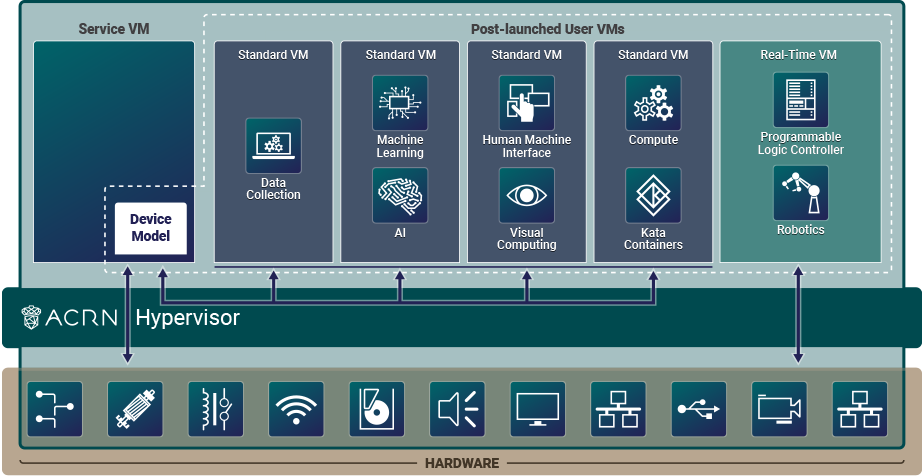 Service VM
Post-launched User VMs
Standard VM
Standard VM
Standard VM
Standard VM
Real-Time VM
Data
Collection
Machine
Learning
AI
Human Machine
Interface
Visual
Computing
Compute
Kata
Containers
Programmable
Logic Controller
Robotics
Device
Model
ACRN Hypervisor
HARDWARE